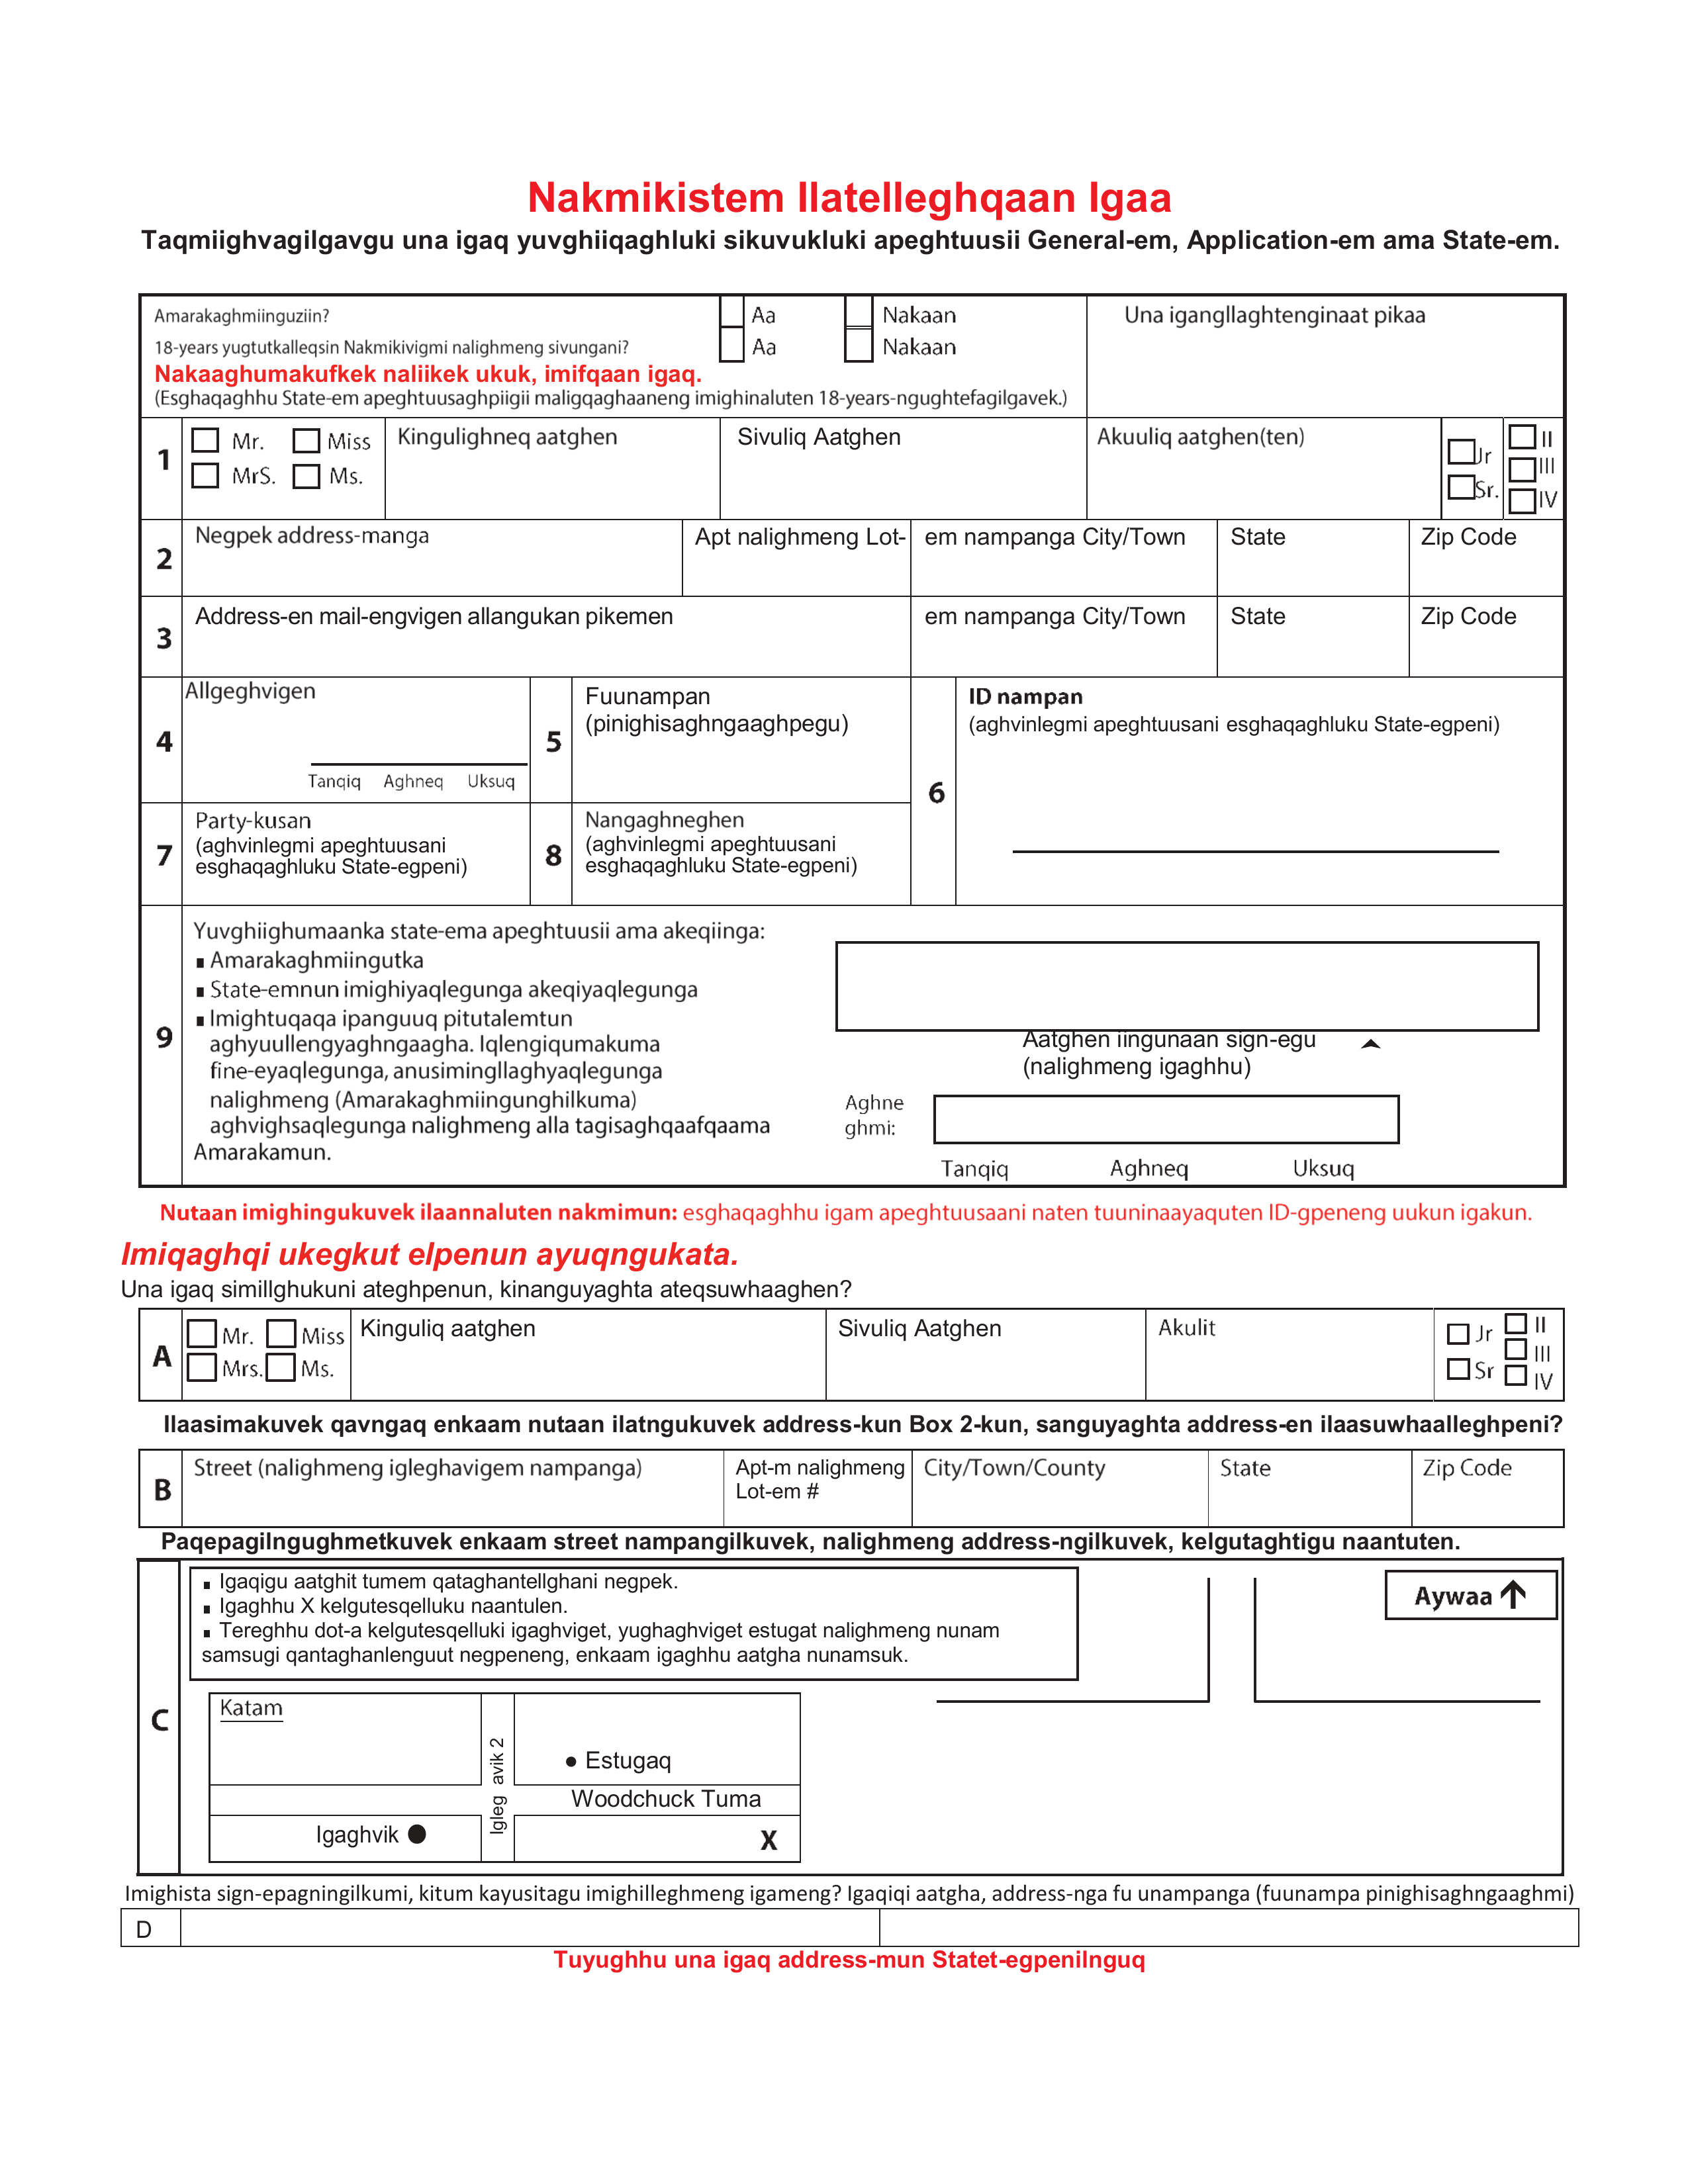 Nakmikistem Ilatelleghqaan Igaa
Taqmiighvagilgavgu una igaq yuvghiiqaghluki sikuvukluki apeghtuusii General-em, Application-em ama State-em.
Amarakaghmiinguziin? Aa Nakaan
18-years yugtutkalleqsin Nakmikivigmi nalighmeng sivungani? Aa Nakaan
Nakaaghumakufkek naliikek ukuk, imifqaan igaq.
(Esghaqaghhu State-em apeghtuusaghpiigii maligqaghaaneng imighinaluten 18-years-ngughtefagilgavek.)
Una igangllaghtenginaat pikaa
1
Mr. Miss
MrS. Ms.
Kingulighneq aatghen
Sivuliq Aatghen
Akuuliq aatghen(ten)
Jr
Sr.
II
III
IV
2
Negpek address-manga
Apt nalighmeng Lot-
em nampanga City/Town
State
Zip Code
3
Address-en mail-engvigen allangukan pikemen
em nampanga City/Town
State
Zip Code
4
Allgeghvigen
Tanqiq Aghneq Uksuq
5
Fuunampan
(pinighisaghngaaghpegu)
6
ID nampan
(aghvinlegmi apeghtuusani esghaqaghluku State-egpeni)
7
Party-kusan
(aghvinlegmi apeghtuusani
esghaqaghluku State-egpeni)
8
Nangaghneghen
(aghvinlegmi apeghtuusani
esghaqaghluku State-egpeni)
9
Yuvghiighumaanka state-ema apeghtuusii ama akeqiinga:
▪ Amarakaghmiingutka
▪ State-emnun imighiyaqlegunga akeqiyaqlegunga
▪ Imightuqaqa ipanguuq pitutalemtun
aghyuullengyaghngaagha. Iqlengiqumakuma
fine-eyaqlegunga, anusimingllaghyaqlegunga
nalighmeng (Amarakaghmiingunghilkuma)
aghvighsaqlegunga nalighmeng alla tagisaghqaafqaama
Amarakamun.
Aatghen iingunaan sign-egu
(nalighmeng igaghhu)
Aghne
ghmi:
Tanqiq Aghneq Uksuq
Nutaan imighingukuvek ilaannaluten nakmimun: esghaqaghhu igam apeghtuusaani naten tuuninaayaquten ID-gpeneng uukun igakun.
Imiqaghqi ukegkut elpenun ayuqngukata.
Una igaq simillghukuni ateghpenun, kinanguyaghta ateqsuwhaaghen?
A
Mr. Miss
Mrs. Ms.
Kinguliq aatghen
Sivuliq Aatghen
Akulit
Jr
Sr
II
III
IV
Ilaasimakuvek qavngaq enkaam nutaan ilatngukuvek address-kun Box 2-kun, sanguyaghta address-en ilaasuwhaalleghpeni?
B
Street (nalighmeng igleghavigem nampanga)
Apt-m nalighmeng
Lot-em #
City/Town/County
State
Zip Code
Paqepagilngughmetkuvek enkaam street nampangilkuvek, nalighmeng address-ngilkuvek, kelgutaghtigu naantuten.
C
▪ Igaqigu aatghit tumem qataghantellghani negpek.
▪ Igaghhu X kelgutesqelluku naantulen.
▪ Tereghhu dot-a kelgutesqelluki igaghviget, yughaghviget estugat nalighmeng nunam
samsugi qantaghanlenguut negpeneng, enkaam igaghhu aatgha nunamsuk.
Aywaa ↑
Katam
Igleg avik 2
● Estugaq
Woodchuck Tuma
Igaghvik ●
X
Imighista sign-epagningilkumi, kitum kayusitagu imighilleghmeng igameng? Igaqiqi aatgha, address-nga fu unampanga (fuunampa pinighisaghngaaghmi)
D
Tuyughhu una igaq address-mun Statet-egpenilnguq